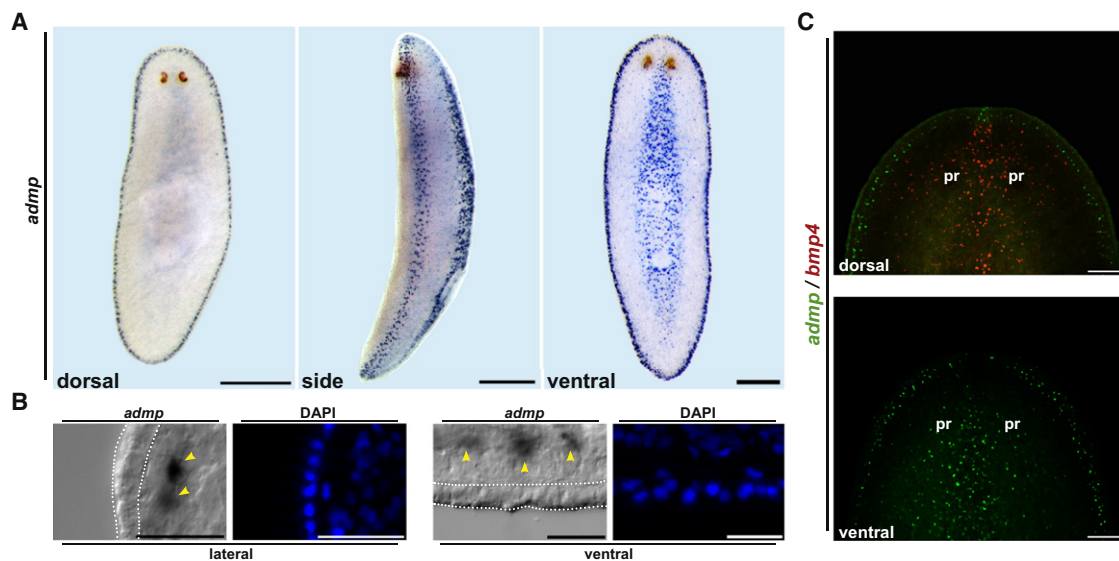 A
admp
dorsal
side
ventral
B
admp
DAPI
lateral
admp
DAPI
ventral
C
admp / bmp4
pr
pr
dorsal
pr
pr
ventral